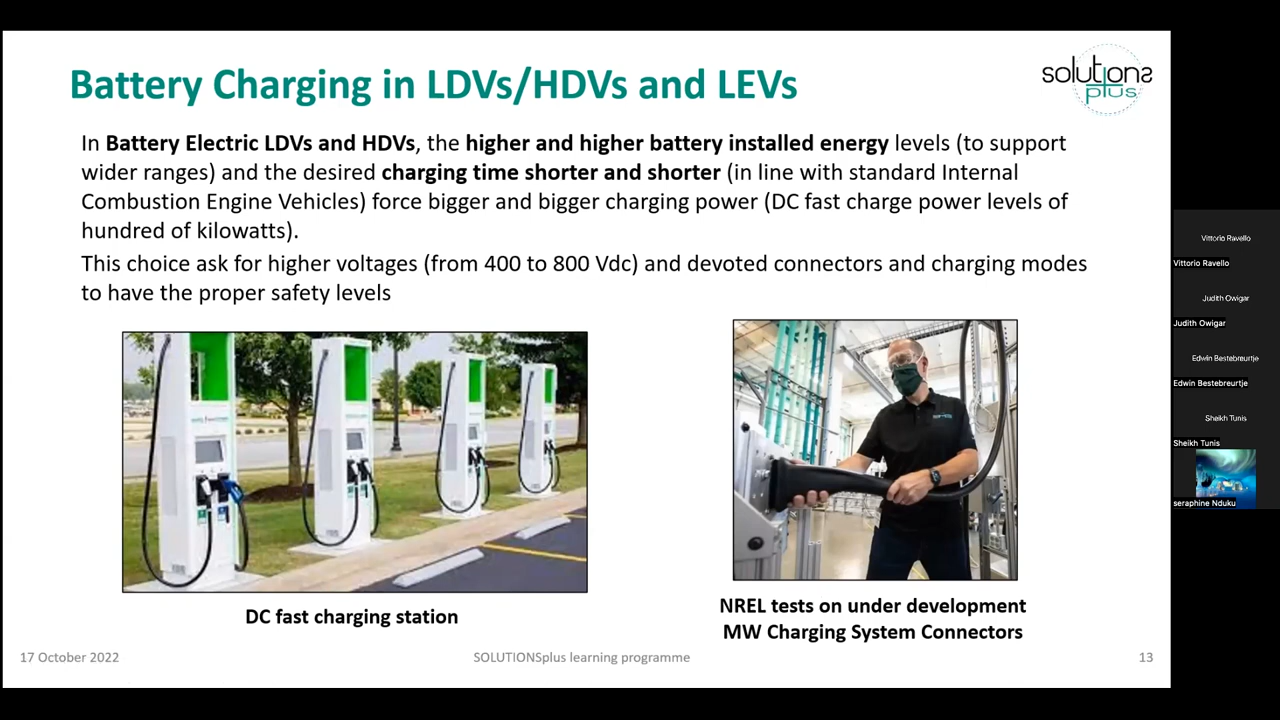 Battery Charging in LDVs/HDVs and LEVs
solutions
plus
In Battery Electric LDVs and HDVs, the higher and higher battery installed energy levels (to support
wider ranges) and the desired charging time shorter and shorter (in line with standard Internal
Combustion Engine Vehicles) force bigger and bigger charging power (DC fast charge power levels of
hundred of kilowatts).
This choice ask for higher voltages (from 400 to 800 Vdc) and devoted connectors and charging modes
to have the proper safety levels
DC fast charging station
NREL tests on under development
MW Charging System Connectors
17 October 2022
SOLUTIONSplus learning programme
13
Vittorio Ravello
Vittorio Ravello
Judith Owigar
Judith Owigar
Edwin Bestebreurtje
Edwin Bestebreurtje
Sheikh Tunis
Sheikh Tunis
seraphine Nduku